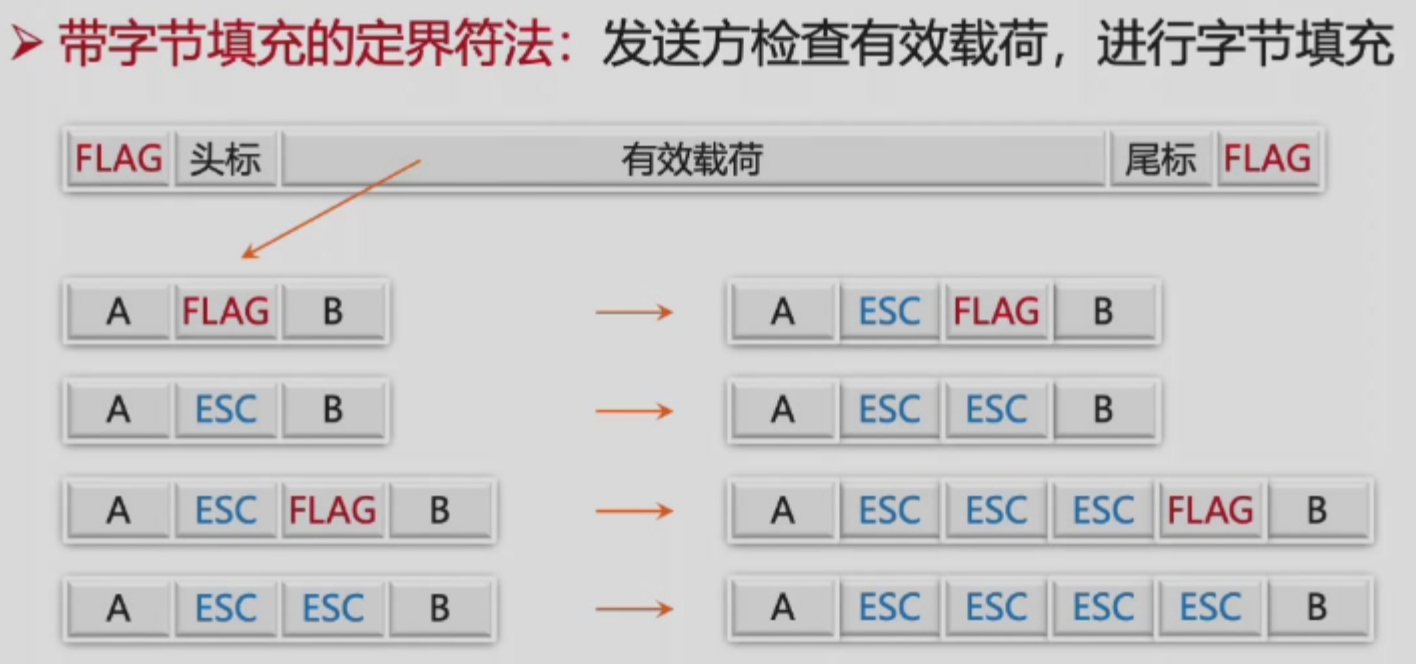 ➢ 带字节填充的定界符法：发送方检查有效载荷，进行字节填充
FLAG 头标 有效载荷 尾标 FLAG
A FLAG B → A ESC FLAG B
A ESC B → A ESC ESC B
A ESC FLAG B → A ESC ESC ESC FLAG B
A ESC ESC B → A ESC ESC ESC ESC B